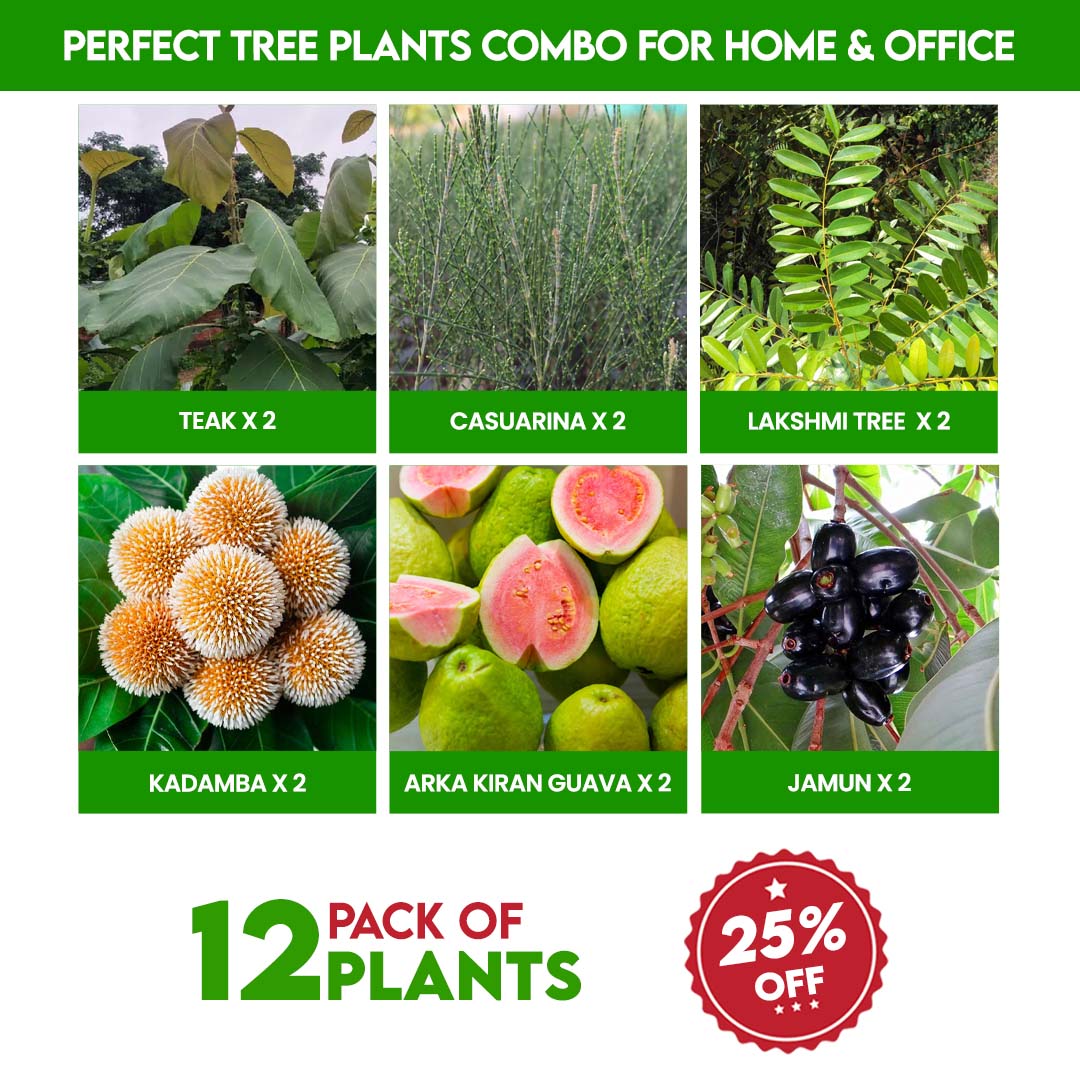 PERFECT TREE PLANTS COMBO FOR HOME & OFFICE
TEAK X 2
CASUARINA X 2
LAKSHMI TREE X 2
KADAMBA X 2
ARKA KIRAN GUAVA X 2
JAMUN X 2
12 PACK OF
PLANTS
25%
OFF